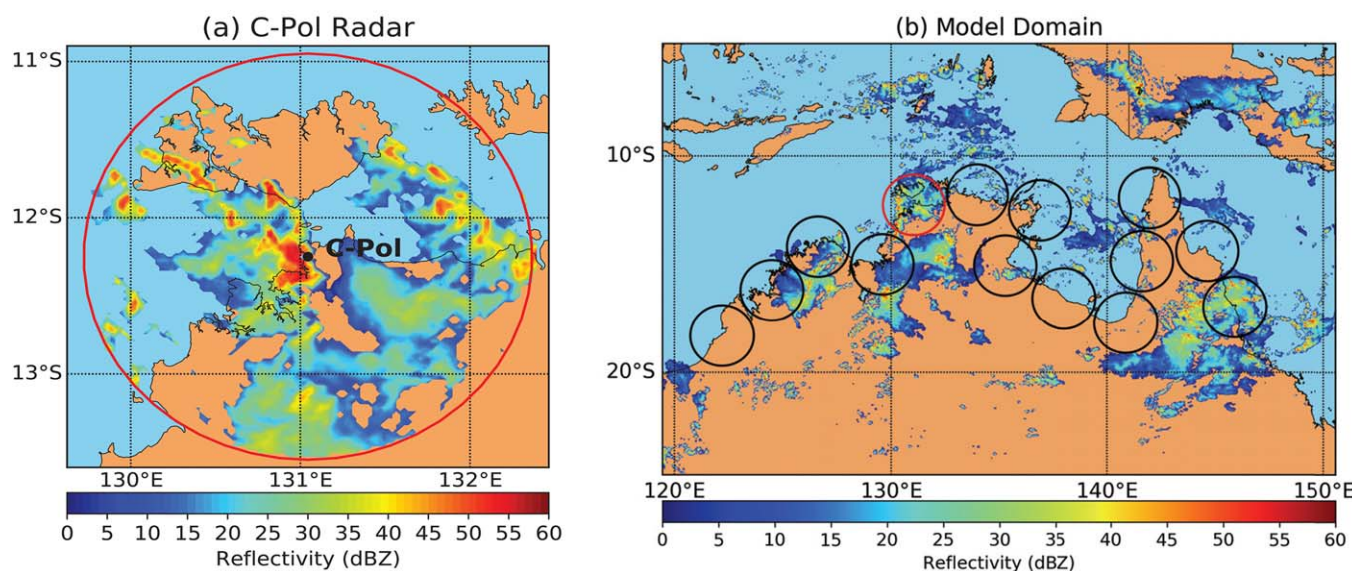 (a) C-Pol Radar
11°S
12°S
13°S
C-Pol
130°E 131°E 132°E
0 5 10 15 20 25 30 35 40 45 50 55 60
Reflectivity (dBZ)
(b) Model Domain
10°S
20°S
120°E 130°E 140°E 150°E
0 5 10 15 20 25 30 35 40 45 50 55 60
Reflectivity (dBZ)